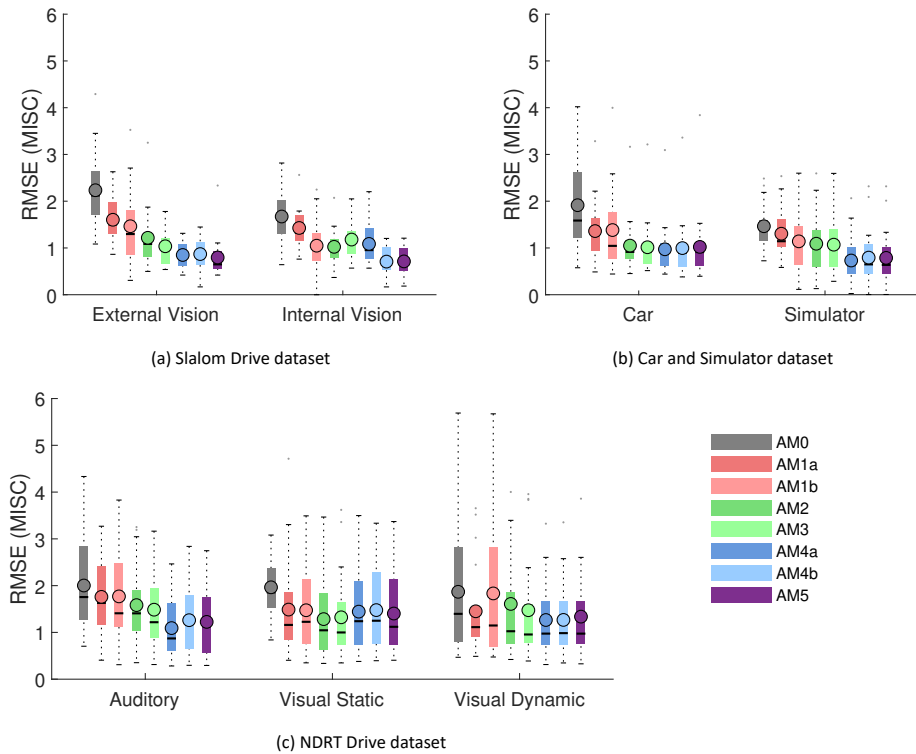 6
5
4
3
2
1
0
RMSE (MISC)
External Vision
Internal Vision
(a) Slalom Drive dataset
6
5
4
3
2
1
0
RMSE (MISC)
Car
Simulator
(b) Car and Simulator dataset
6
5
4
3
2
1
0
RMSE (MISC)
Auditory
Visual Static
Visual Dynamic
(c) NDRT Drive dataset
AM0
AM1a
AM1b
AM2
AM3
AM4a
AM4b
AM5